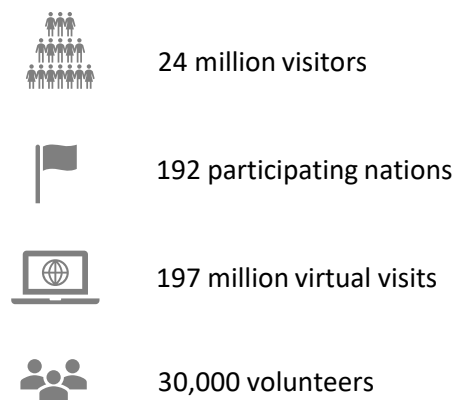 24 million visitors
192 participating nations
197 million virtual visits
30,000 volunteers